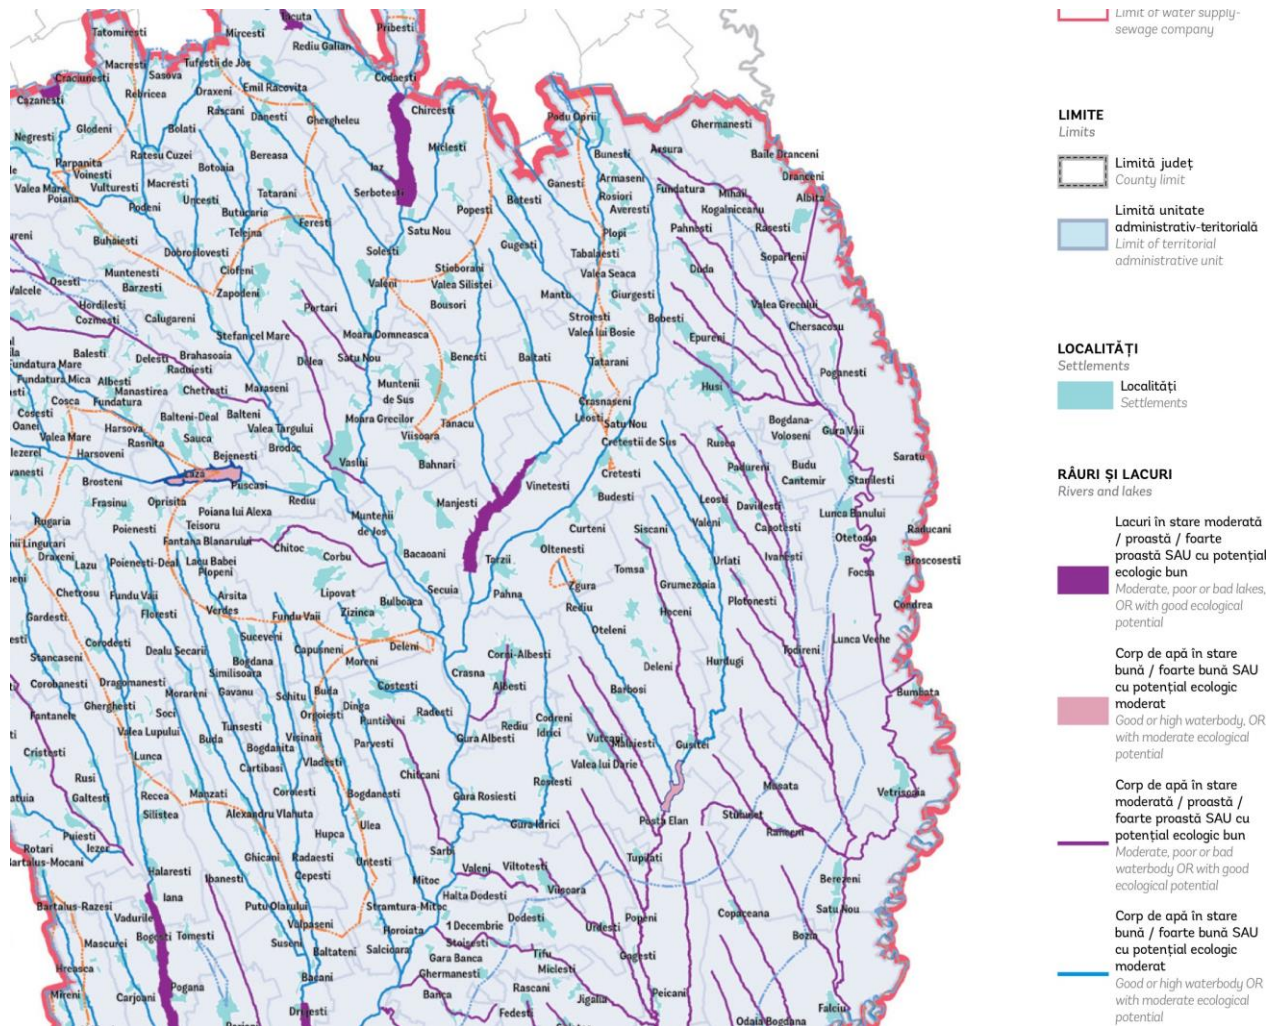 Tacuta
Pribesti
Tatomiresti
Mircesti
Rediu Galian
Macresti
Sasova
Tufestii de Jos
Craciunesti
Codaesti
Cazanesti
Rebricea
Draxeni
Emil Racovita
Rascani
Danesti
Ghergheleu
Chircesti
Podu Oprii
Ghermanesti
Glodeni
Bolati
Negresti
Miclesti
Arsura
Bunesti
Baile Dranceni
Parpanita
Ratesu Cuzei
Bereasa
Iaz
Voinesti
Botoaia
Armaseni
Dranceni
Valea Mare
Vulturesti
Macresti
Tatarani
Serbotesti
Ganesti
Fundatura
Mihail
Kogalniceanu
Albita
Poiana
Podeni
Uncesti
Botesti
Rosiori
Butucaria
Popesti
Averesti
Feresti
Telejna
Satu Nou
Plopi
Pahnesti
Rasesti
Buhaiesti
Dobroslovesti
Solesti
Gugesti
Tabalaesti
Soparleni
Muntenesti
Ciofeni
Stioborani
Valea Seaca
Duda
Osesti
Barzesti
Valeni
Valea Silistei
Valcele
Zapodeni
Mantu
Giurgesti
Hordilesti
Portari
Bousori
Valea Grecului
Cozmesti
Calugareni
Stroiesti
Bobesti
Stefan cel Mare
Moara Domneasca
Valea lui Bosie
Chersacosu
Epureni
Balesti
Delesti
Brahasoaia
Delea
Satu Nou
Benesti
Baltati
Tatarani
Fundatura Mare
Raduiesti
Poganesti
Fundatura Mica
Albesti
Manastirea
Chetresti
Maraseni
Muntenii
de Sus
Husi
Cosca
Fundatura
Crasnaseni
Cosesti
Balteni-Deal
Balteni
Moara Grecilor
Leosti
Satu Nou
Bogdana-
Voloseni
Oanei
Harsova
Valea Targului
Viisoara
Tanacu
Gura Vaii
Valea Mare
Rasnita
Sauca
Cretestii de Sus
Rusca
Harsoveni
Bejenesti
Brodoc
Vaslui
Bahnari
Saratu
Laza
Cretesti
Padureni
Budu
Cantemir
Brosteni
Puscasi
Vinetesti
Stanilesti
Frasinu
Oprisita
Rediu
Manjesti
Budesti
Leosti
Davidesti
Poiana lui Alexa
Muntenii
de Jos
Lunca Banului
Rugaria
Poienesti
Teisoru
Curteni
Siscani
Valeni
Capotesti
Raducani
Fantana Blanarului
Otetoaia
Draxeni
Chitoc
Bacaoani
Oltenesti
Lazu
Poienesti-Deal
Lacu Babei
Corbu
Tarzii
Urlati
Ivanesti
Broscosesti
Plopeni
Tomsa
Focsa
Chetrosu
Fundu Vaii
Arsita
Lipovat
Secuia
Pahna
Zgura
Grumezoaia
Verdes
Bulboaca
Plotonesti
Condrea
Gardesti
Floresti
Fundu Vaii
Zizinca
Rediu
Hoceni
Corodesti
Suceveni
Oteleni
Lunca Veche
Dealu Secarii
Deleni
Todireni
Stancaseni
Bogdana
Capusneni
Moreni
Corni-Albesti
Hurdugi
Similisoara
Crasna
Deleni
Corobanesti
Dragomanesti
Morareni
Gavanu
Schitu
Buda
Costesti
Albesti
Barbosi
Bumbata
Gherghesti
Dinga
Fantanele
Soci
Orgoiesti
Puntiseni
Radesti
Rediu
Codreni
Valea Lupului
Tunsesti
Idrici
Buda
Visinari
Parvesti
Gura Albesti
Vutcani
Malaiesti
Gusitei
Cristesti
Lunca
Bogdanita
Vladesti
Valea lui Darie
Rusi
Cartibasi
Chitcani
Rosiesti
Musata
Vetrisoaia
Galtesti
Recea
Manzati
Coroiesti
Bogdanesti
Gara Rosiesti
Silistea
Alexandru Vlahuta
Posta Elan
Stuhulet
Puiesti
Ulea
Gura Idrici
Ranceni
Rotari
Iezer
Hupca
Bartalus-Mocani
Ghicani
Radaesti
Untesti
Sarbi
Tupilati
Halaresti
Ibanesti
Cepesti
Valeni
Viltotesti
Berezeni
Mitoc
Viisoara
Iana
Halta Dodesti
Bartalus-Razesi
Putu Olarului
Stramtura-Mitoc
Copaceana
Satu Nou
Vadurile
Dodesti
Popeni
Volpaseni
1 Decembrie
Urdesti
Bogesti
Tomesti
Horoiata
Bozia
Mascurei
Suseni
Stoisesti
Baltateni
Salcioara
Gara Banca
Tifu
Gagesti
Hreasca
Ghermanesti
Miclesti
Bacani
Pogana
Rascani
Mireni
Carjoani
Banca
Jigalia
Peicani
Falciu
Fedesti
Odaia Bogdana
Limit of water supply-
sewage company
LIMITE
Limits
Limită județ
County limit
Limită unitate
administrativ-teritorială
Limit of territorial
administrative unit
LOCALITĂȚI
Settlements
Localități
Settlements
RÂURI ȘI LACURI
Rivers and lakes
Lacuri în stare moderată
/ proastă / foarte
proastă SAU cu potențial
ecologic bun
Moderate, poor or bad lakes,
OR with good ecological
potential
Corp de apă în stare
bună / foarte bună SAU
cu potențial ecologic
moderat
Good or high waterbody, OR
with moderate ecological
potential
Corp de apă în stare
moderată / proastă /
foarte proastă SAU cu
potențial ecologic bun
Moderate, poor or bad
waterbody OR with good
ecological potential
Corp de apă în stare
bună / foarte bună SAU
cu potențial ecologic
moderat
Good or high waterbody OR
with moderate ecological
potential